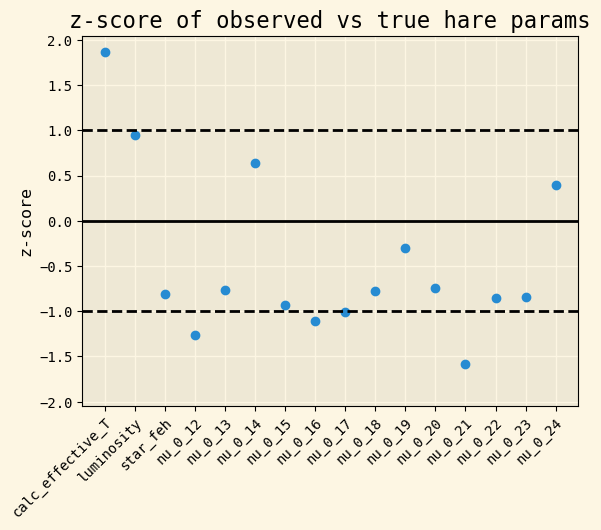 z-score of observed vs true hare params
z-score
2.0
1.5
1.0
0.5
0.0
−0.5
−1.0
−1.5
−2.0
calc_effective_T
luminosity
star_feh
nu_0_12
nu_0_13
nu_0_14
nu_0_15
nu_0_16
nu_0_17
nu_0_18
nu_0_19
nu_0_20
nu_0_21
nu_0_22
nu_0_23
nu_0_24